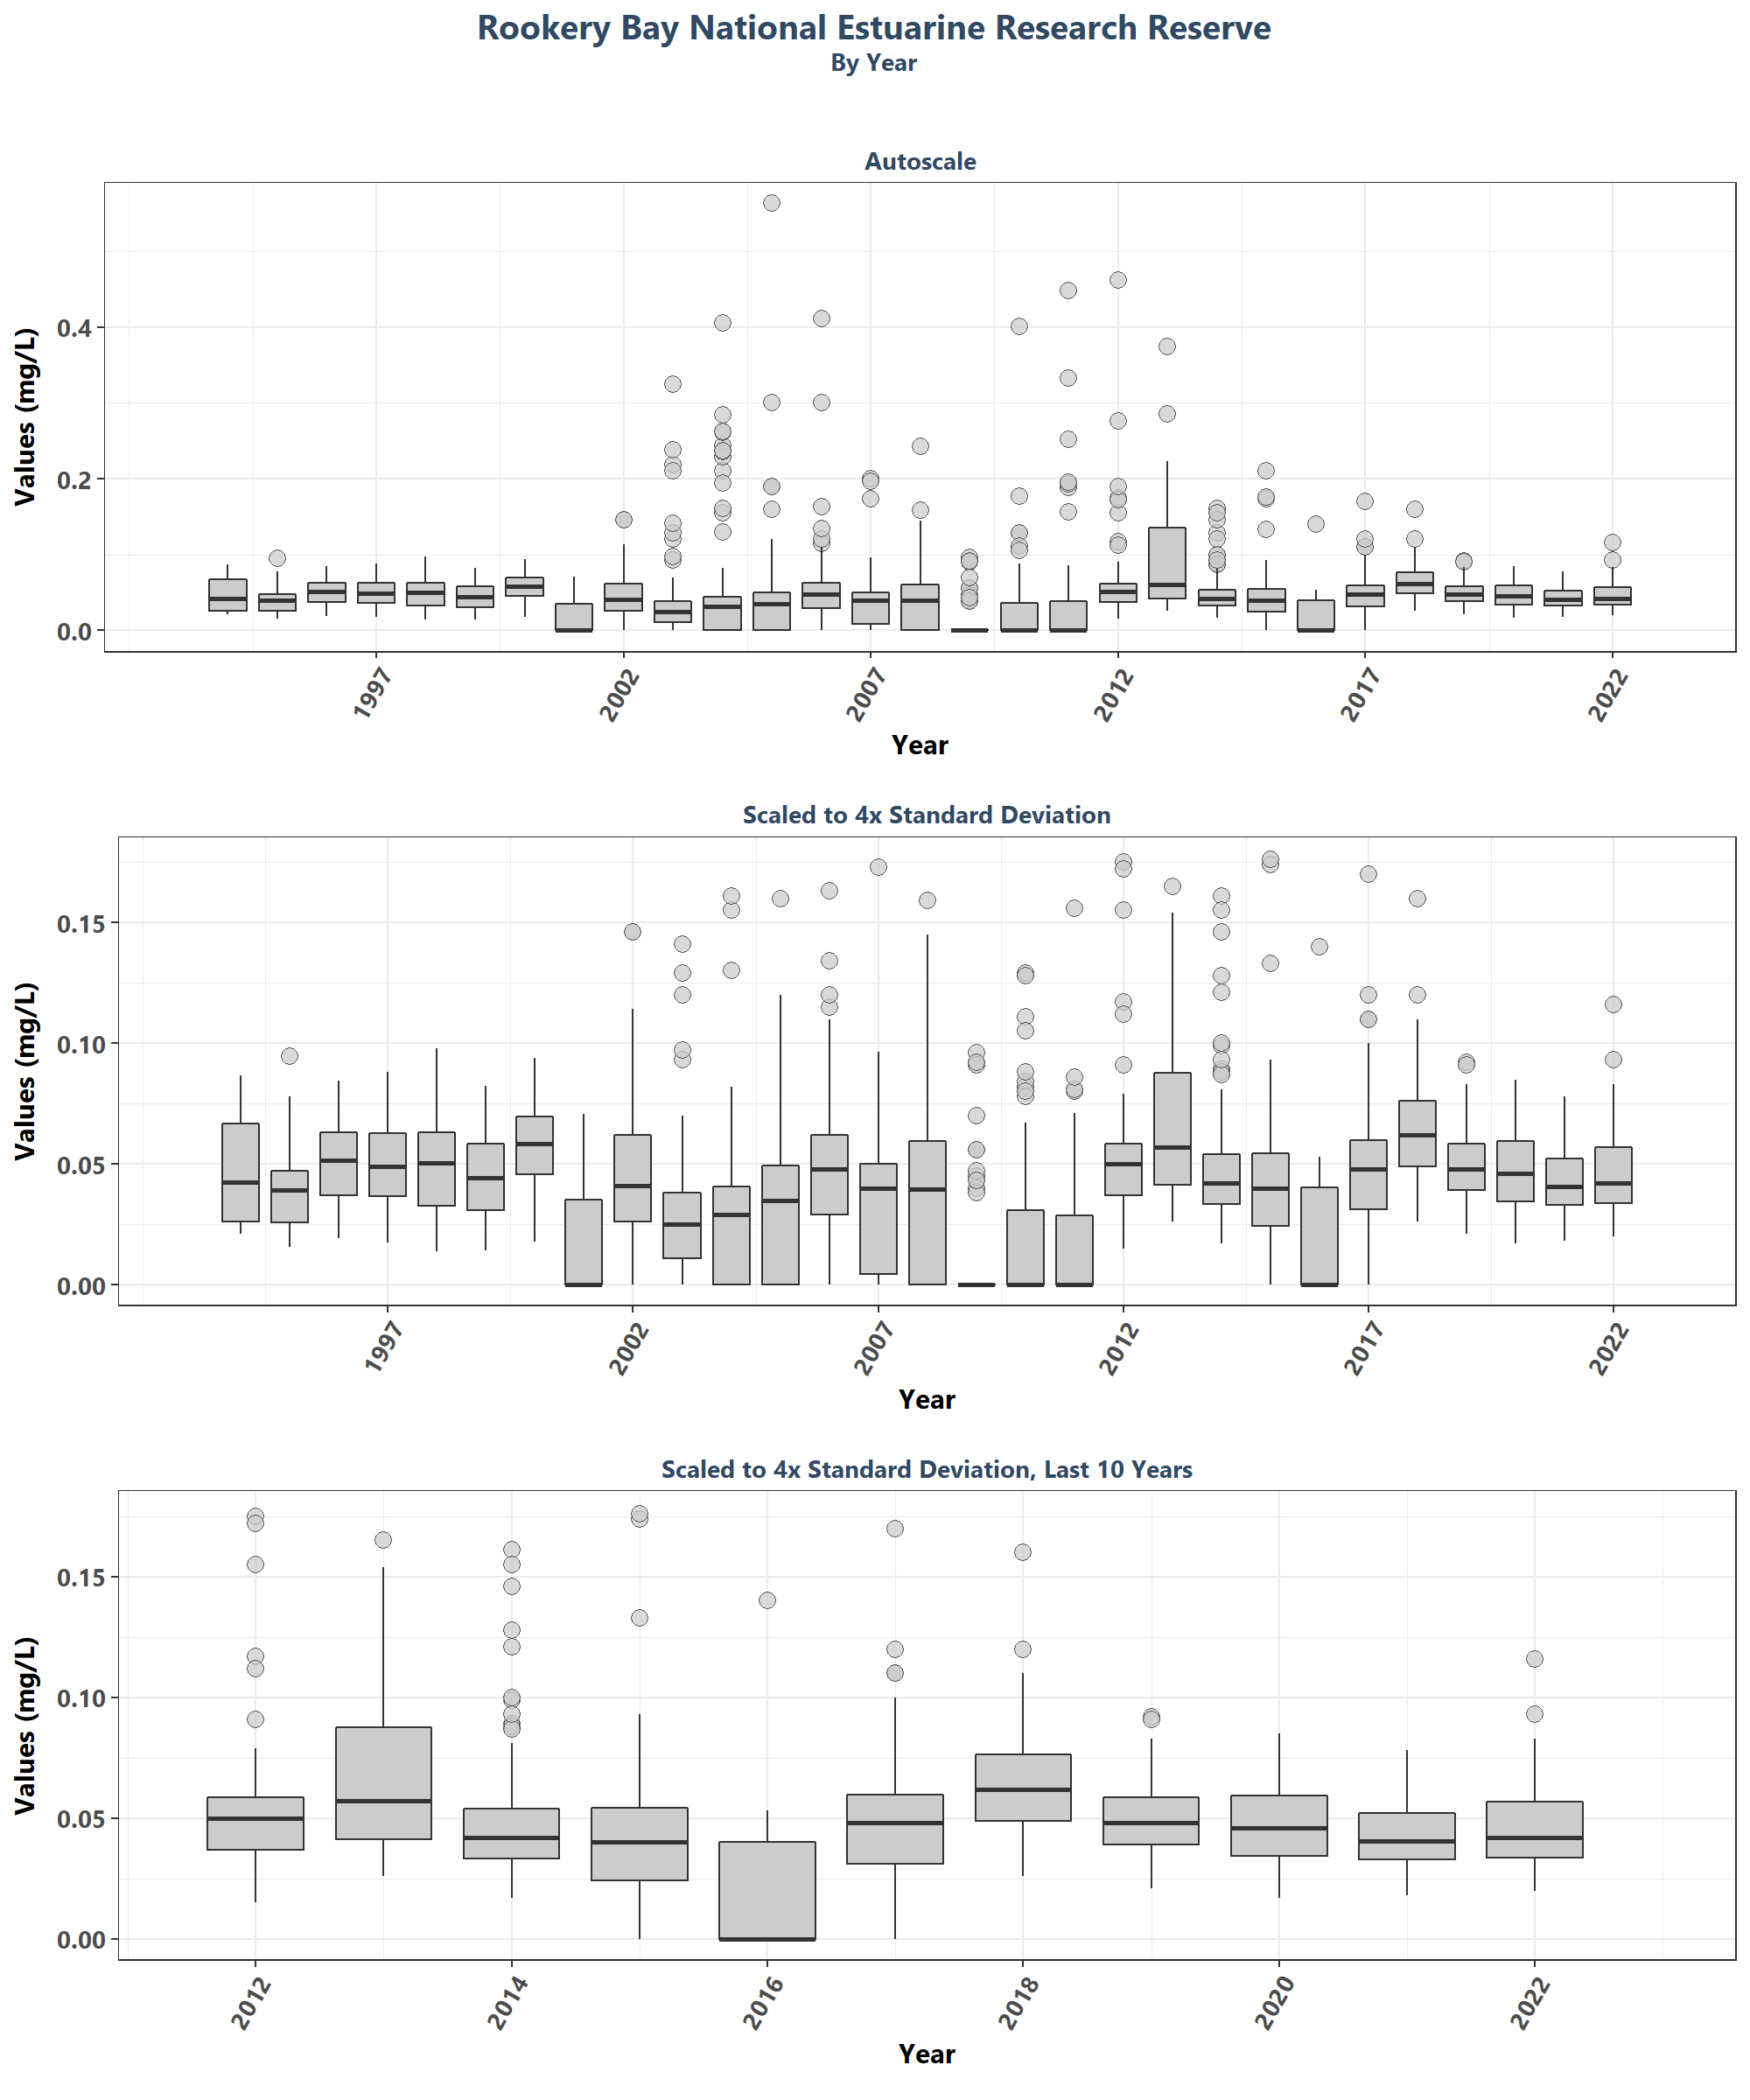 Rookery Bay National Estuarine Research Reserve
By Year
Autoscale
Values (mg/L)
0.4
0.2
0.0
1997
2002
2007
2012
2017
2022
Year
Scaled to 4x Standard Deviation
Values (mg/L)
0.15
0.10
0.05
0.00
1997
2002
2007
2012
2017
2022
Year
Scaled to 4x Standard Deviation, Last 10 Years
Values (mg/L)
0.15
0.10
0.05
0.00
2012
2014
2016
2018
2020
2022
Year